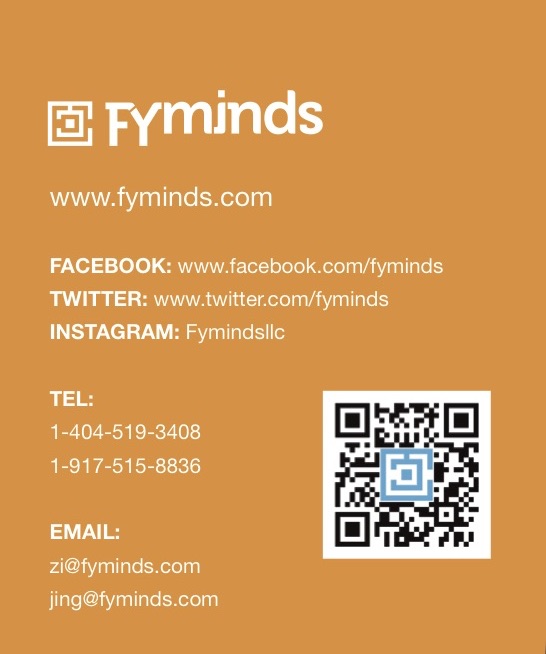 Fyminds
www.fyminds.com
FACEBOOK: www.facebook.com/fyminds
TWITTER: www.twitter.com/fyminds
INSTAGRAM: Fymindsllc
TEL:
1-404-519-3408
1-917-515-8836
EMAIL:
zi@fyminds.com
jing@fyminds.com